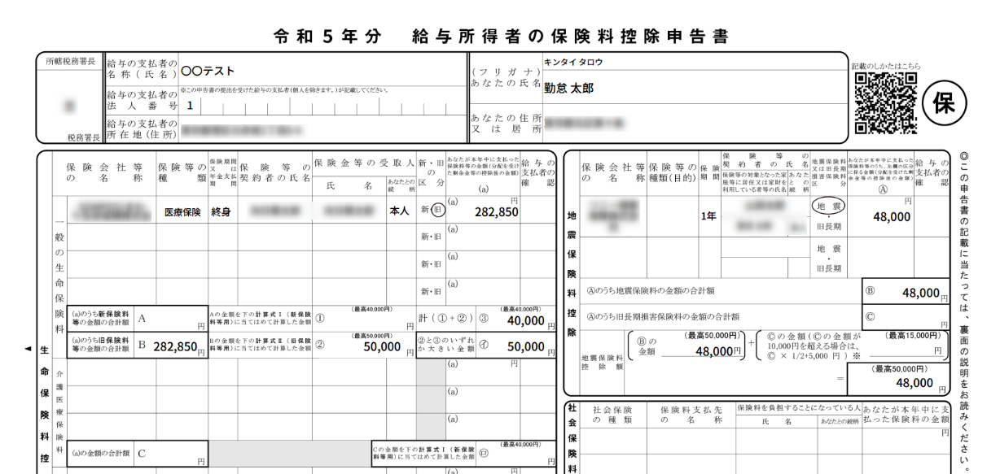 令和5年分 給与所得者の保険料控除申告書
所轄税務署長
税務署長
給与の支払者の名称(氏名)
〇〇テスト
給与の支払者の法人番号
※この申告書の提出を受けた給与の支払者(個人を除きます。)が記載してください。
1
給与の支払者の所在地(住所)
(フリガナ)
あなたの氏名
キンタイ タロウ
勤怠 太郎
あなたの住所又は居所
記載のしかたはこちら
保
生命保険料控
一般の生命保険料
保険会社等の名称
保険等の種類
保険期間又は年金支払期間
保険等の契約者の氏名
保険金等の受取人
氏名
あなたとの続柄
新・旧の区分
あなたが本年中に支払った保険料等の金額(分配を受けた剰余金等の控除後の金額)
(a)
給与の支払者の確認
医療保険
終身
本人
新・旧
(a)
円
282,850
新・旧
(a)
新・旧
(a)
新・旧
(a)
(a)のうち新保険料等の金額の合計額
A
円
Aの金額を下の計算式Ⅰ(新保険料等用)に当てはめて計算した金額
①
(最高40,000円)
円
計(①+②)
③
(最高40,000円)
40,000円
(a)のうち旧保険料等の金額の合計額
B
282,850円
Bの金額を下の計算式Ⅱ(旧保険料等用)に当てはめて計算した金額
②
(最高50,000円)
50,000円
②と③のいずれか大きい金額
㋑
50,000円
介護医療保険料
(a)
円
(a)
(a)
(a)の金額の合計額
C
円
Cの金額を下の計算式Ⅰ(新保険料等用)に当てはめて計算した金額
㋺
(最高40,000円)
円
(a)
円
地震保険料控除
保険会社等の名称
保険等の種類(目的)
保険期間
保険等の契約者の氏名
保険等の対象となった家屋等に居住又は家財を利用している者等の氏名
あなたとの続柄
地震保険料又は旧長期損害保険料区分
あなたが本年中に支払った保険料等のうち、左欄の区分に係る金額(分配を受けた剰余金等の控除後の金額)
Ⓐ
給与の支払者の確認
1年
地震
・
旧長期
円
48,000
地震
・
旧長期
Ⓐのうち地震保険料の金額の合計額
Ⓑ
48,000円
Ⓐのうち旧長期損害保険料の金額の合計額
Ⓒ
円
地震保険料控除額
Ⓑの金額
(最高50,000円)
48,000円
+
Ⓒの金額(Ⓒの金額が10,000円を超える場合は、Ⓒ×1/2+5,000円)※
(最高15,000円)
円
=
(最高50,000円)
48,000円
社会保険料
社会保険の種類
保険料支払先の名称
保険料を負担することになっている人
氏名
あなたとの続柄
あなたが本年中に支払った保険料の金額
円
◎この申告書の記載に当たっては、裏面の説明をお読みください。